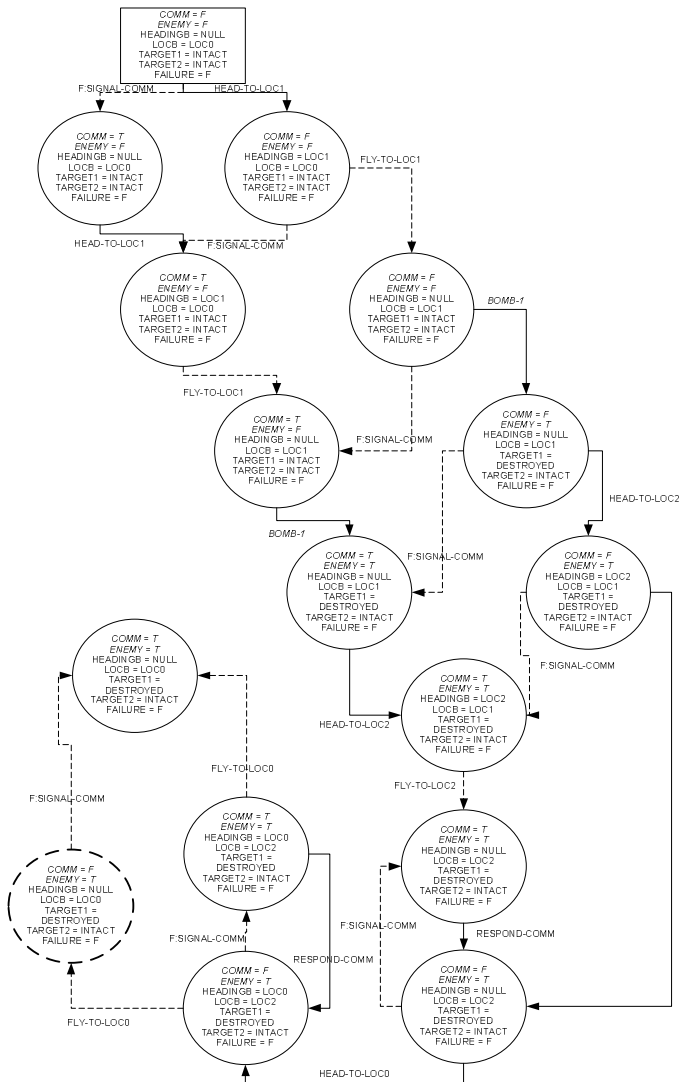 COMM = F
ENEMY = F
HEADINGB = NULL
LOCB = LOC0
TARGET1 = INTACT
TARGET2 = INTACT
FAILURE = F
F:SIGNAL-COMM
HEAD-TO-LOC1
COMM = T
ENEMY = F
HEADINGB = NULL
LOCB = LOC0
TARGET1 = INTACT
TARGET2 = INTACT
FAILURE = F
COMM = F
ENEMY = F
HEADINGB = LOC1
LOCB = LOC0
TARGET1 = INTACT
TARGET2 = INTACT
FAILURE = F
FLY-TO-LOC1
HEAD-TO-LOC1
F:SIGNAL-COMM
COMM = T
ENEMY = F
HEADINGB = LOC1
LOCB = LOC0
TARGET1 = INTACT
TARGET2 = INTACT
FAILURE = F
COMM = F
ENEMY = F
HEADINGB = NULL
LOCB = LOC1
TARGET1 = INTACT
TARGET2 = INTACT
FAILURE = F
BOMB-1
FLY-TO-LOC1
COMM = T
ENEMY = F
HEADINGB = NULL
LOCB = LOC1
TARGET1 = INTACT
TARGET2 = INTACT
FAILURE = F
F:SIGNAL-COMM
COMM = F
ENEMY = T
HEADINGB = NULL
LOCB = LOC1
TARGET1 =
DESTROYED
TARGET2 = INTACT
FAILURE = F
HEAD-TO-LOC2
BOMB-1
F:SIGNAL-COMM
COMM = T
ENEMY = T
HEADINGB = NULL
LOCB = LOC1
TARGET1 =
DESTROYED
TARGET2 = INTACT
FAILURE = F
COMM = F
ENEMY = T
HEADINGB = LOC2
LOCB = LOC1
TARGET1 =
DESTROYED
TARGET2 = INTACT
FAILURE = F
F:SIGNAL-COMM
COMM = T
ENEMY = T
HEADINGB = NULL
LOCB = LOC0
TARGET1 =
DESTROYED
TARGET2 = INTACT
FAILURE = F
COMM = T
ENEMY = T
HEADINGB = LOC2
LOCB = LOC1
TARGET1 =
DESTROYED
TARGET2 = INTACT
FAILURE = F
HEAD-TO-LOC2
FLY-TO-LOC0
FLY-TO-LOC2
F:SIGNAL-COMM
COMM = T
ENEMY = T
HEADINGB = LOC0
LOCB = LOC2
TARGET1 =
DESTROYED
TARGET2 = INTACT
FAILURE = F
COMM = T
ENEMY = T
HEADINGB = NULL
LOCB = LOC2
TARGET1 =
DESTROYED
TARGET2 = INTACT
FAILURE = F
COMM = F
ENEMY = T
HEADINGB = NULL
LOCB = LOC0
TARGET1 =
DESTROYED
TARGET2 = INTACT
FAILURE = F
F:SIGNAL-COMM
RESPOND-COMM
F:SIGNAL-COMM
RESPOND-COMM
COMM = F
ENEMY = T
HEADINGB = LOC0
LOCB = LOC2
TARGET1 =
DESTROYED
TARGET2 = INTACT
FAILURE = F
COMM = F
ENEMY = T
HEADINGB = NULL
LOCB = LOC2
TARGET1 =
DESTROYED
TARGET2 = INTACT
FAILURE = F
FLY-TO-LOC0
HEAD-TO-LOC0